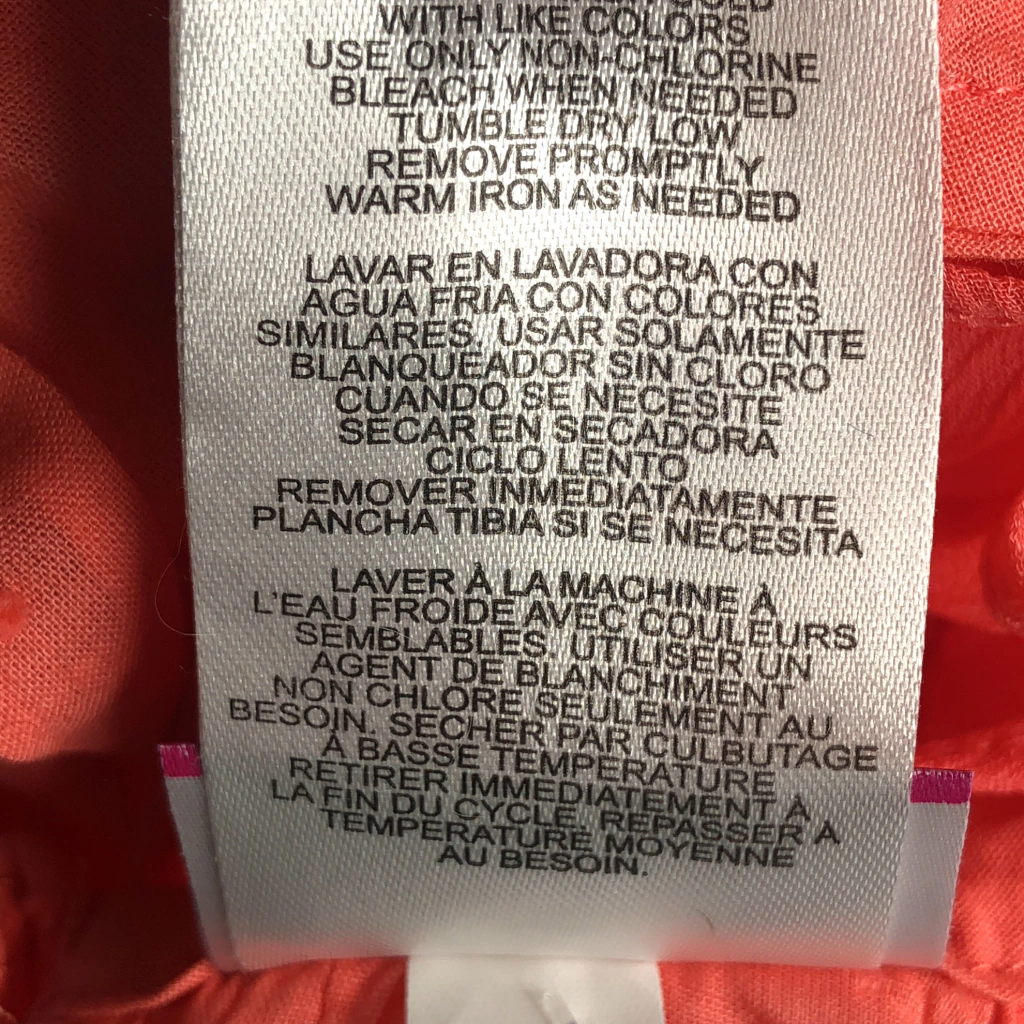 COLD
WITH LIKE COLORS
USE ONLY NON-CHLORINE
BLEACH WHEN NEEDED
TUMBLE DRY LOW
REMOVE PROMPTLY
WARM IRON AS NEEDED
LAVAR EN LAVADORA CON
AGUA FRIA CON COLORES
SIMILARES. USAR SOLAMENTE
BLANQUEADOR SIN CLORO
CUANDO SE NECESITE
SECAR EN SECADORA
CICLO LENTO
REMOVER INMEDIATAMENTE
PLANCHA TIBIA SI SE NECESITA
LAVER À LA MACHINE À
L'EAU FROIDE AVEC COULEURS
SEMBLABLES. UTILISER UN
AGENT DE BLANCHIMENT
NON CHLORE SEULEMENT AU
BESOIN. SECHER PAR CULBUTAGE
À BASSE TEMPERATURE
RETIRER IMMEDIATEMENT À
LA FIN DU CYCLE. REPASSER À
TEMPERATURE MOYENNE
AU BESOIN.